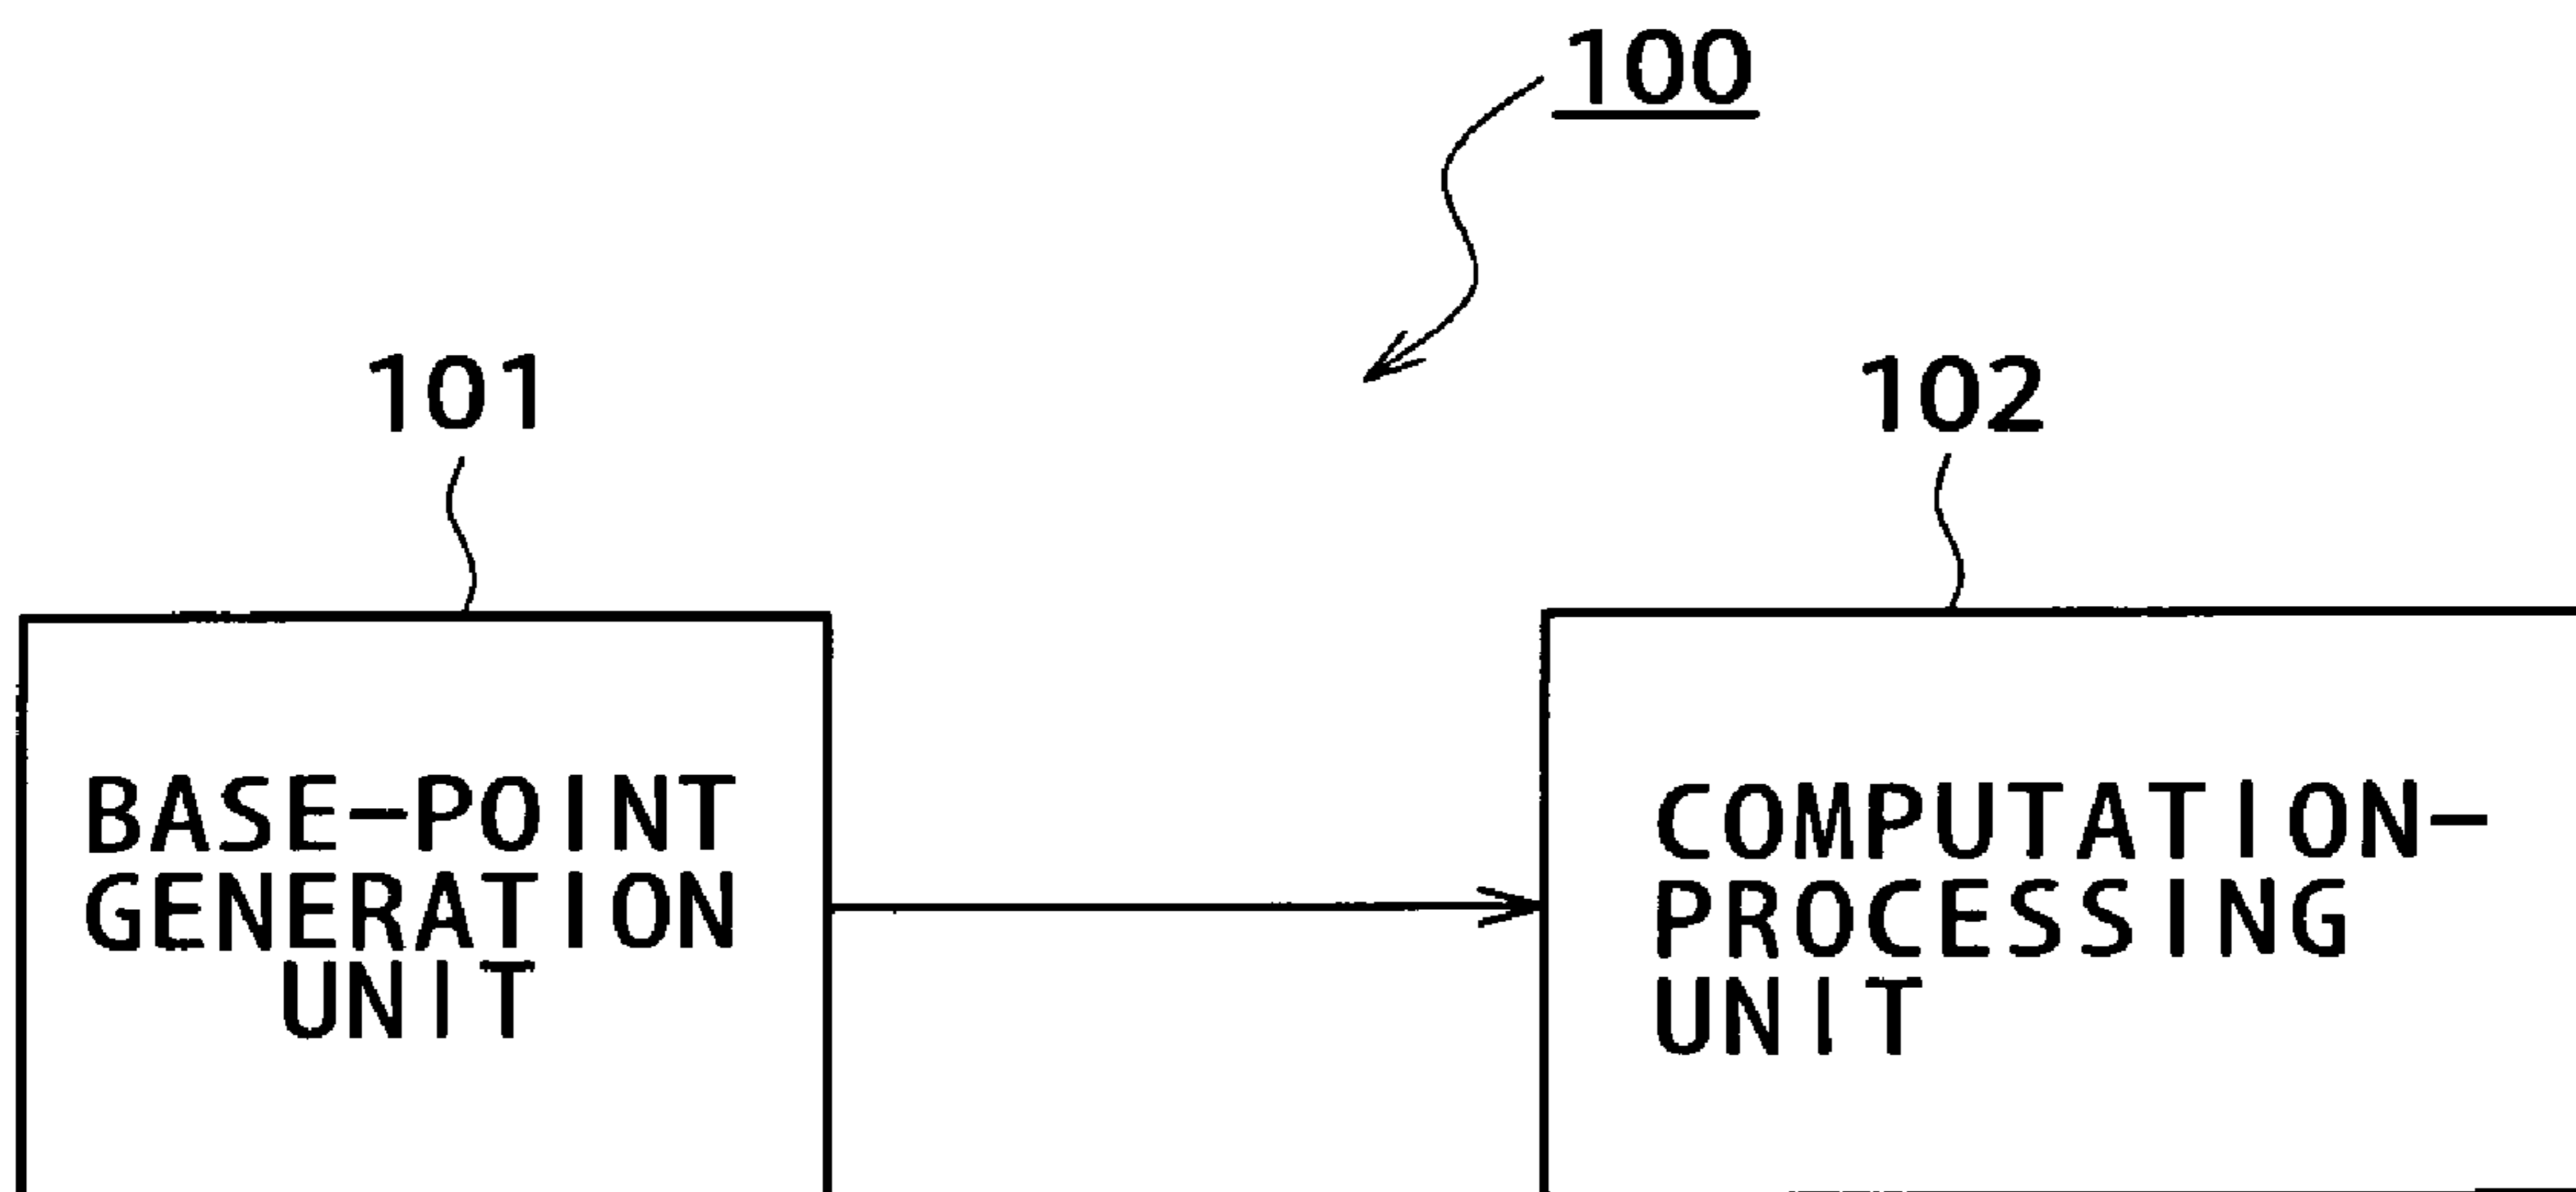 100
101
102
BASE-POINT
GENERATION
UNIT
COMPUTATION-
PROCESSING
UNIT